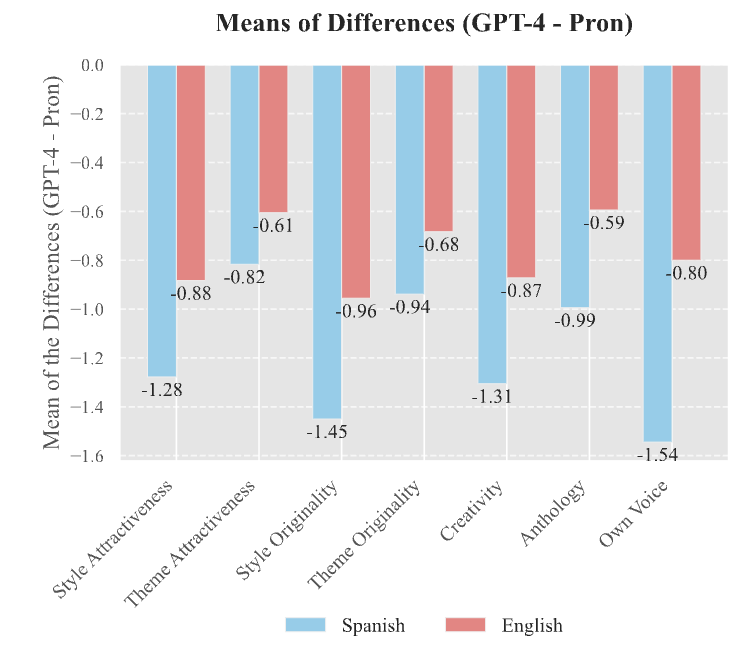 Means of Differences (GPT-4 - Pron)
Mean of the Differences (GPT-4 - Pron)
0.0
−0.2
−0.4
−0.6
−0.8
−1.0
−1.2
−1.4
−1.6
-1.28
-0.88
-0.82
-0.61
-1.45
-0.96
-0.94
-0.68
-1.31
-0.87
-0.99
-0.59
-1.54
-0.80
Style Attractiveness
Theme Attractiveness
Style Originality
Theme Originality
Creativity
Anthology
Own Voice
Spanish
English